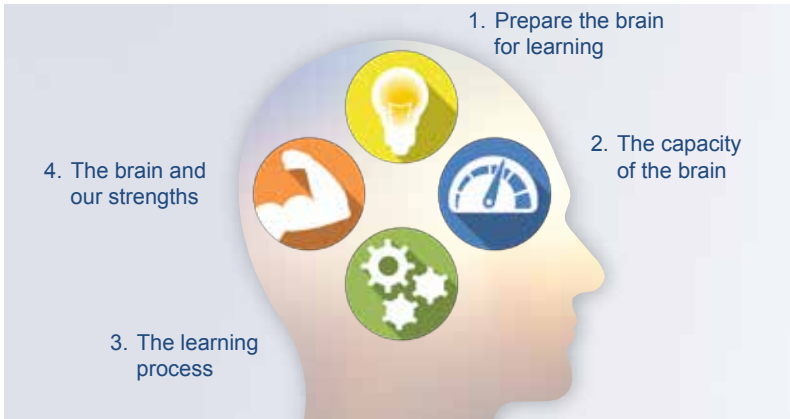 1. Prepare the brain
for learning
2. The capacity
of the brain
3. The learning
process
4. The brain and
our strengths